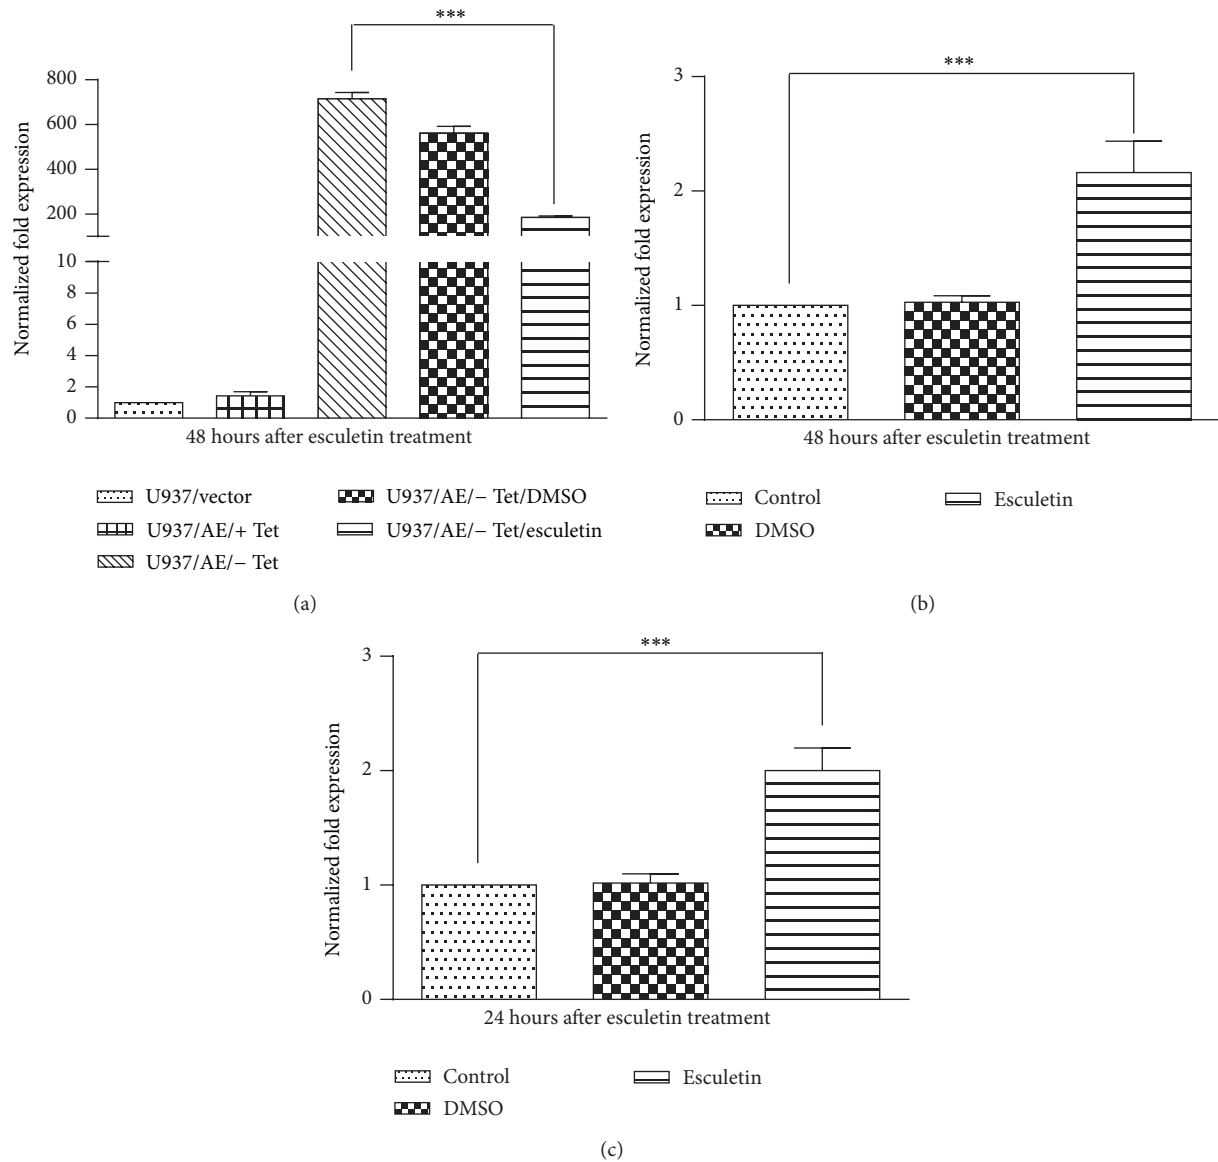 ***
Normalized fold expression
800
600
400
200
10
8
6
4
2
0
48 hours after esculetin treatment
U937/vector
U937/AE/+ Tet
U937/AE/− Tet
U937/AE/− Tet/DMSO
U937/AE/− Tet/esculetin
(a)
***
Normalized fold expression
3
2
1
0
48 hours after esculetin treatment
Control
DMSO
Esculetin
(b)
***
Normalized fold expression
3
2
1
0
24 hours after esculetin treatment
Control
DMSO
Esculetin
(c)